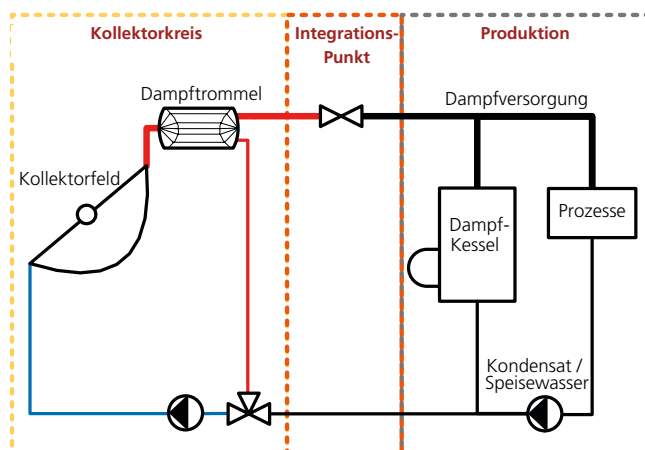 Kollektorkreis
Integrations-
Punkt
Produktion
Dampftrommel
Dampfversorgung
Kollektorfeld
Dampf-
Kessel
Prozesse
Kondensat /
Speisewasser